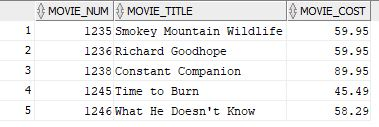 MOVIE_NUM MOVIE_TITLE MOVIE_COST
1 1235 Smokey Mountain Wildlife 59.95
2 1236 Richard Goodhope 59.95
3 1238 Constant Companion 89.95
4 1245 Time to Burn 45.49
5 1246 What He Doesn't Know 58.29